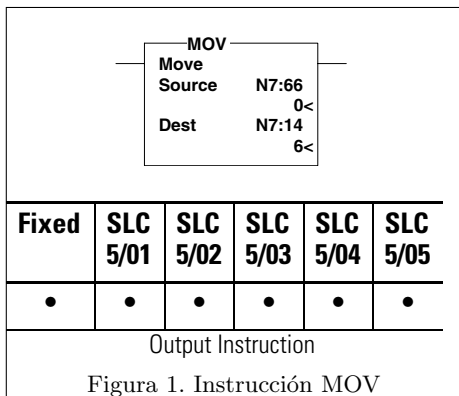 MOV
Move
Source N7:66
0<
Dest N7:14
6<
Fixed SLC 5/01 SLC 5/02 SLC 5/03 SLC 5/04 SLC 5/05
• • • • • •
Output Instruction
Figura 1. Instrucción MOV